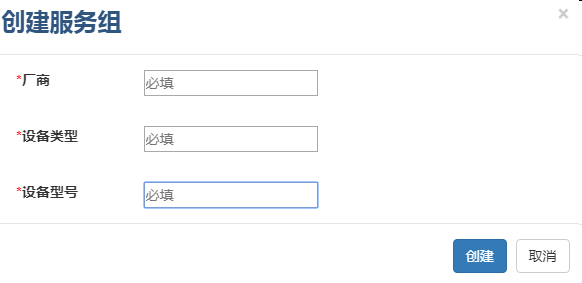 创建服务组
×
*厂商 必填
*设备类型 必填
*设备型号 必填
创建 取消